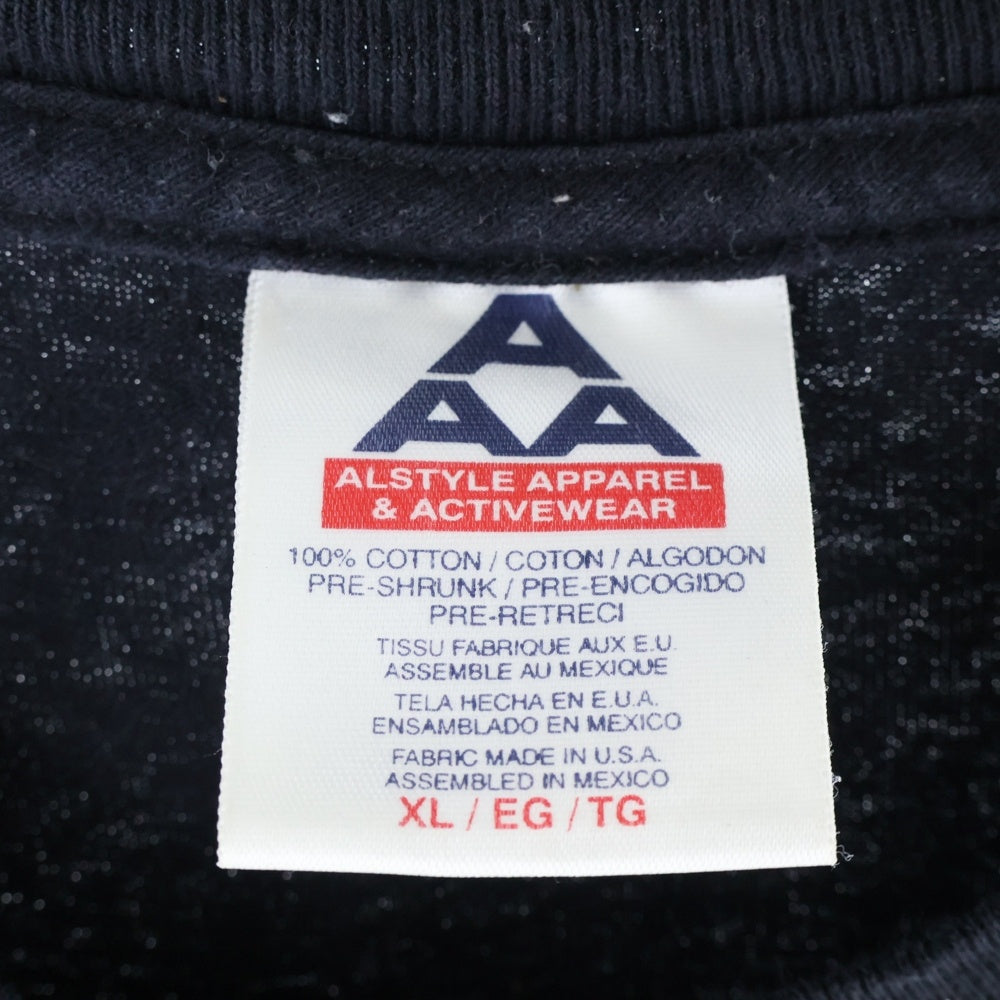 A
AA
ALSTYLE APPAREL
& ACTIVEWEAR
100% COTTON / COTON / ALGODON
PRE-SHRUNK / PRE-ENCOGIDO
PRE-RETRECI
TISSU FABRIQUE AUX E.U.
ASSEMBLE AU MEXIQUE
TELA HECHA EN E.U.A.
ENSAMBLADO EN MEXICO
FABRIC MADE IN U.S.A.
ASSEMBLED IN MEXICO
XL / EG / TG